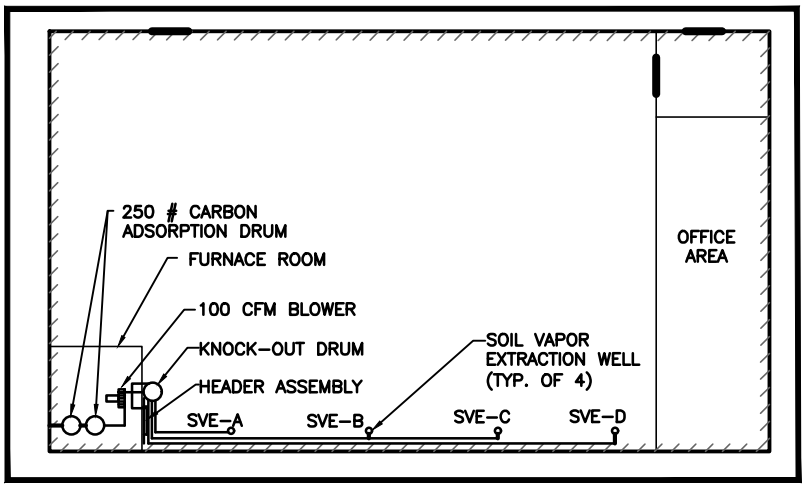 250 # CARBON
ADSORPTION DRUM
FURNACE ROOM
100 CFM BLOWER
KNOCK-OUT DRUM
HEADER ASSEMBLY
SVE-A
SVE-B
SVE-C
SVE-D
SOIL VAPOR
EXTRACTION WELL
(TYP. OF 4)
OFFICE
AREA